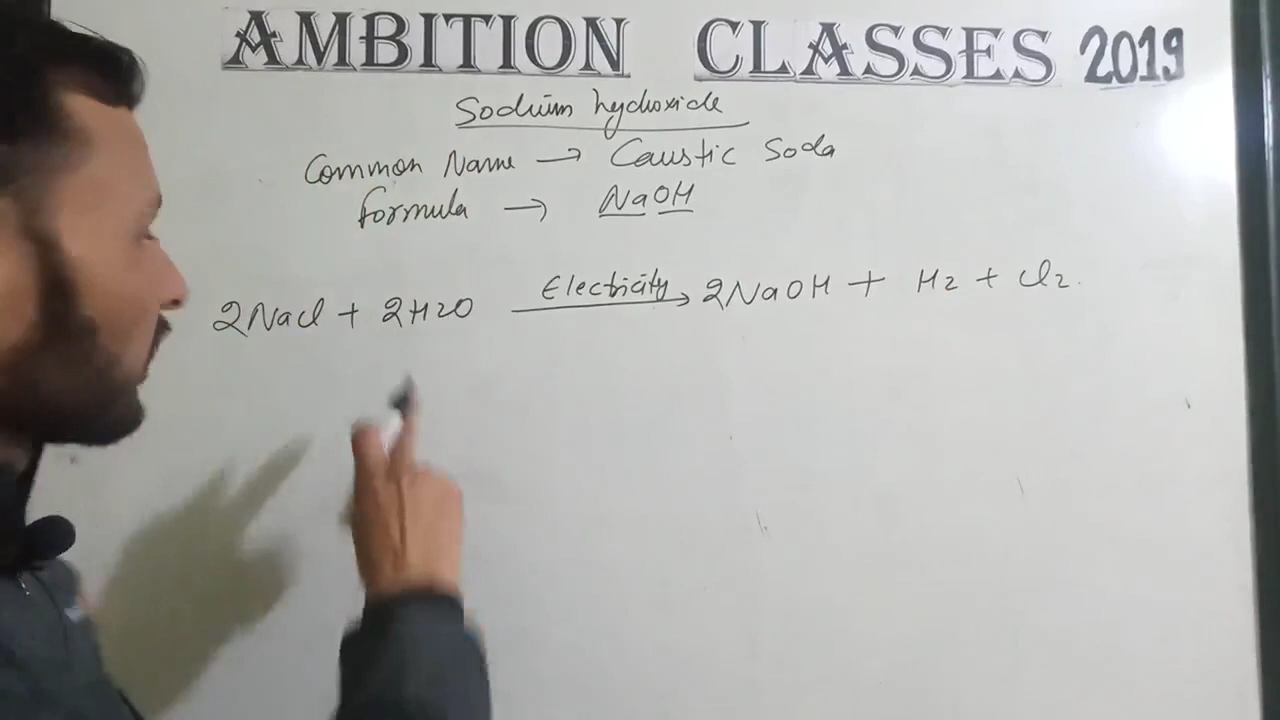 AMBITION CLASSES 2019
Sodium hydroxide
Common Name → Caustic Soda
formula → NaOH
2Nacl + 2H2O Electricity → 2NaOH + H2 + Cl2.